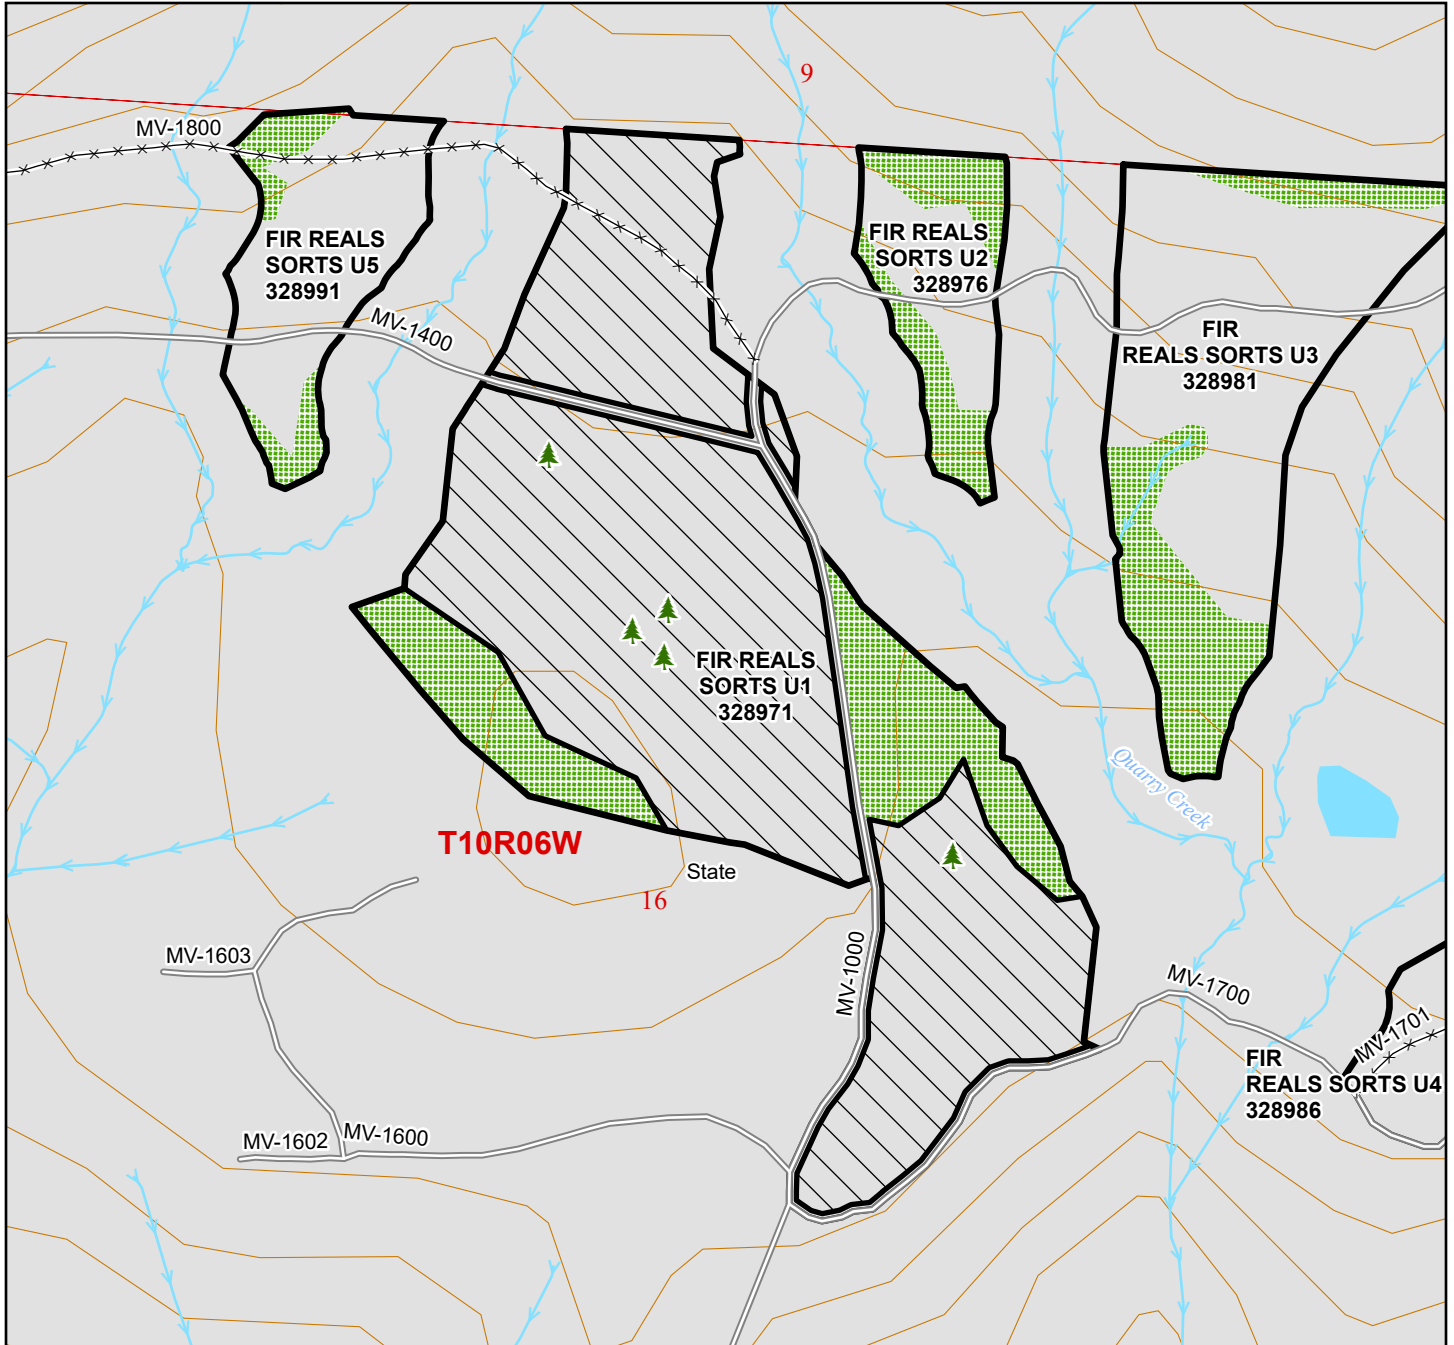 9
MV-1800
FIR REALS
SORTS U5
328991
FIR REALS
SORTS U2
328976
MV-1400
FIR
REALS SORTS U3
328981
FIR REALS
SORTS U1
328971
Quarry Creek
T10R06W
State
16
MV-1603
MV-1000
MV-1700
MV-1701
FIR
REALS SORTS U4
328986
MV-1602
MV-1600